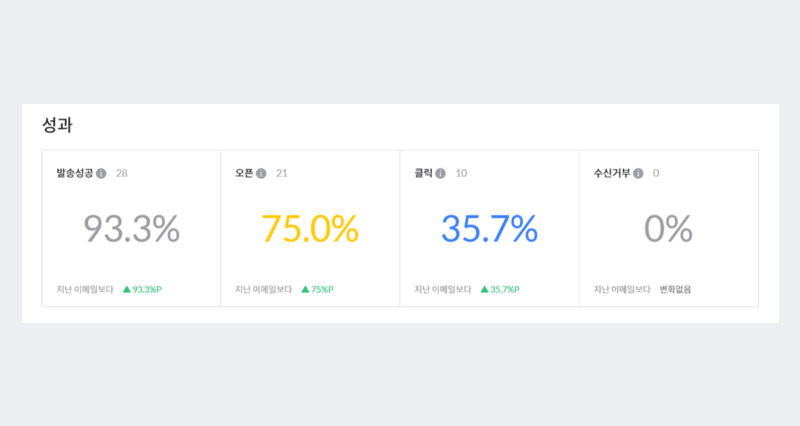 성과
발송성공 28
93.3%
지난 이메일보다 ▲93.3%P
오픈 21
75.0%
지난 이메일보다 ▲75%P
클릭 10
35.7%
지난 이메일보다 ▲35.7%P
수신거부 0
0%
지난 이메일보다 변화없음